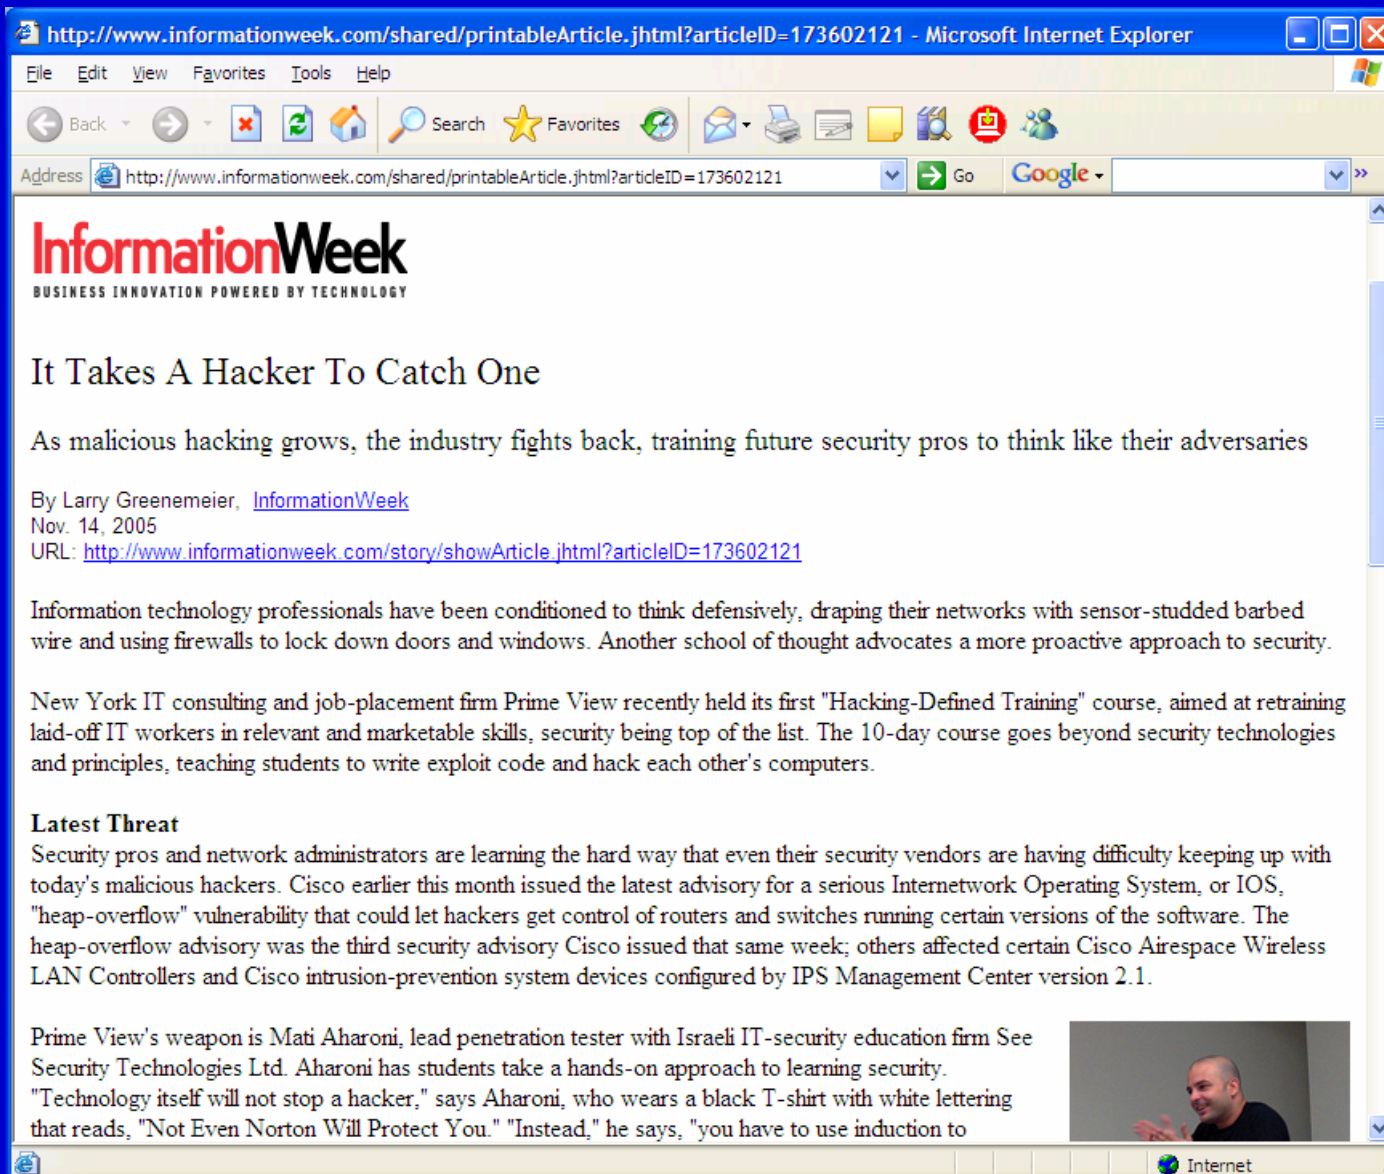 http://www.informationweek.com/shared/printableArticle.jhtml?articleID=173602121 - Microsoft Internet Explorer
File Edit View Favorites Tools Help
Back Search Favorites
Address http://www.informationweek.com/shared/printableArticle.jhtml?articleID=173602121 Go Google
InformationWeek
BUSINESS INNOVATION POWERED BY TECHNOLOGY
It Takes A Hacker To Catch One
As malicious hacking grows, the industry fights back, training future security pros to think like their adversaries
By Larry Greenemeier, InformationWeek
Nov. 14, 2005
URL: http://www.informationweek.com/story/showArticle.jhtml?articleID=173602121
Information technology professionals have been conditioned to think defensively, draping their networks with sensor-studded barbed
wire and using firewalls to lock down doors and windows. Another school of thought advocates a more proactive approach to security.
New York IT consulting and job-placement firm Prime View recently held its first "Hacking-Defined Training" course, aimed at retraining
laid-off IT workers in relevant and marketable skills, security being top of the list. The 10-day course goes beyond security technologies
and principles, teaching students to write exploit code and hack each other's computers.
Latest Threat
Security pros and network administrators are learning the hard way that even their security vendors are having difficulty keeping up with
today's malicious hackers. Cisco earlier this month issued the latest advisory for a serious Internetwork Operating System, or IOS,
"heap-overflow" vulnerability that could let hackers get control of routers and switches running certain versions of the software. The
heap-overflow advisory was the third security advisory Cisco issued that same week; others affected certain Cisco Airespace Wireless
LAN Controllers and Cisco intrusion-prevention system devices configured by IPS Management Center version 2.1.
Prime View's weapon is Mati Aharoni, lead penetration tester with Israeli IT-security education firm See
Security Technologies Ltd. Aharoni has students take a hands-on approach to learning security.
"Technology itself will not stop a hacker," says Aharoni, who wears a black T-shirt with white lettering
that reads, "Not Even Norton Will Protect You." "Instead," he says, "you have to use induction to
Internet